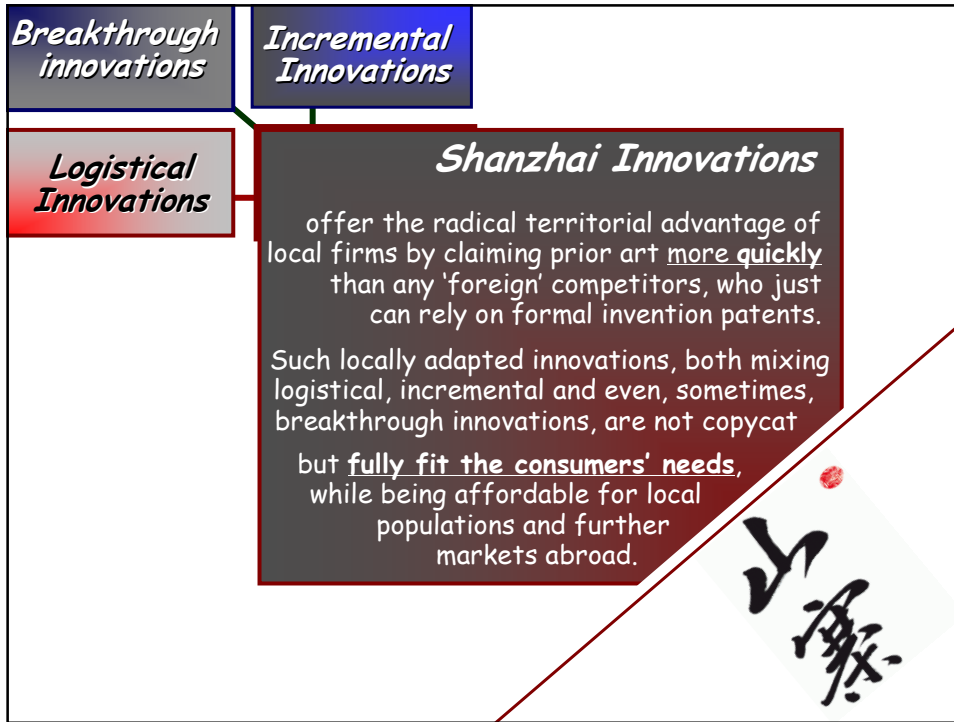 Breakthrough
innovations
Incremental
Innovations
Logistical
Innovations
Shanzhai Innovations
offer the radical territorial advantage of
local firms by claiming prior art more quickly
than any ‘foreign’ competitors, who just
can rely on formal invention patents.
Such locally adapted innovations, both mixing
logistical, incremental and even, sometimes,
breakthrough innovations, are not copycat
but fully fit the consumers’ needs,
while being affordable for local
populations and further
markets abroad.
山
寨